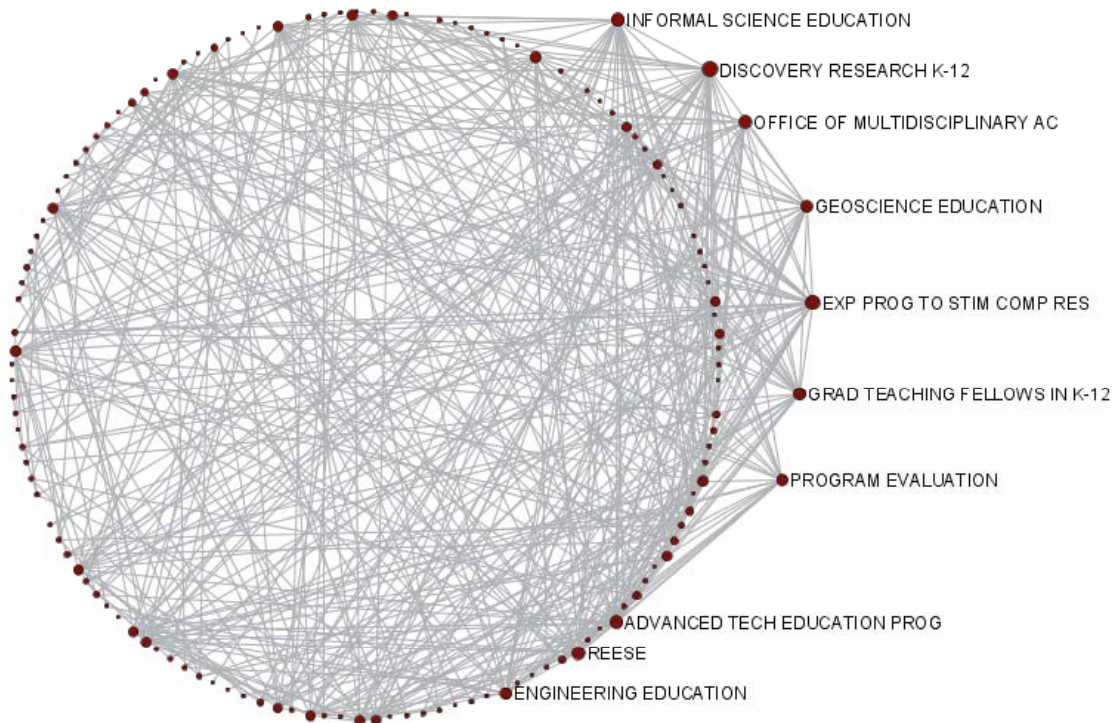 INFORMAL SCIENCE EDUCATION
DISCOVERY RESEARCH K-12
OFFICE OF MULTIDISCIPLINARY AC
GEOSCIENCE EDUCATION
EXP PROG TO STIM COMP RES
GRAD TEACHING FELLOWS IN K-12
PROGRAM EVALUATION
ADVANCED TECH EDUCATION PROG
REESE
ENGINEERING EDUCATION